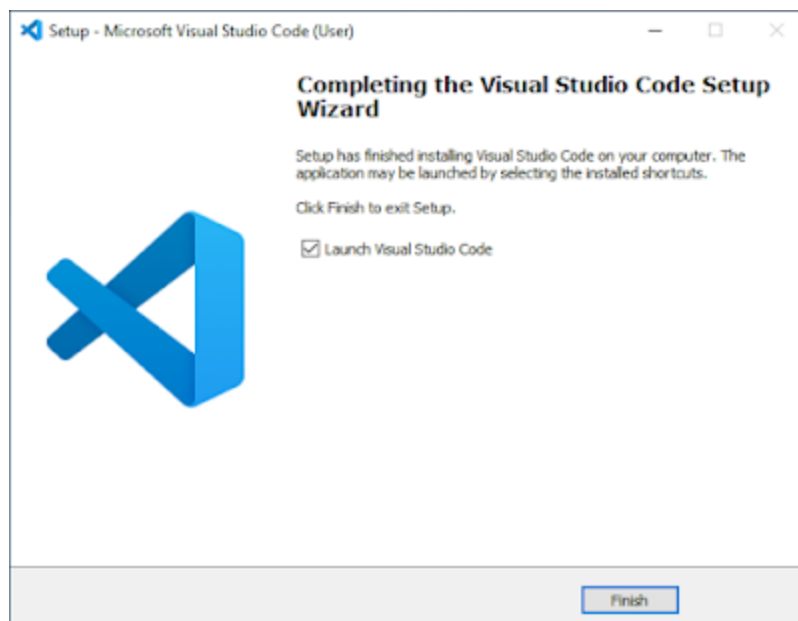 Setup - Microsoft Visual Studio Code (User)
Completing the Visual Studio Code Setup
Wizard
Setup has finished installing Visual Studio Code on your computer. The
application may be launched by selecting the installed shortcuts.
Click Finish to exit Setup.
Launch Visual Studio Code
Finish